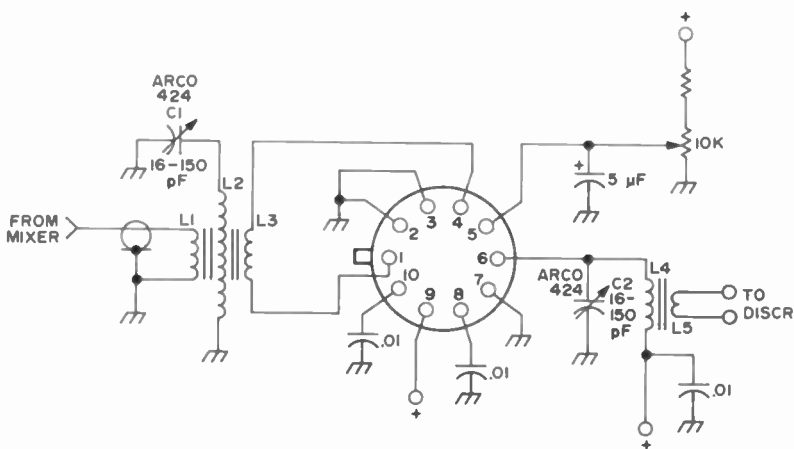 +
ARCO
424
C1
16-150
pF
L2
L1
L3
FROM
MIXER
10K
+
5 µF
1
2
3
4
5
6
7
8
9
10
.01
.01
+
ARCO
424
C2
16-
150
pF
L4
L5
TO
DISCR
.01
+